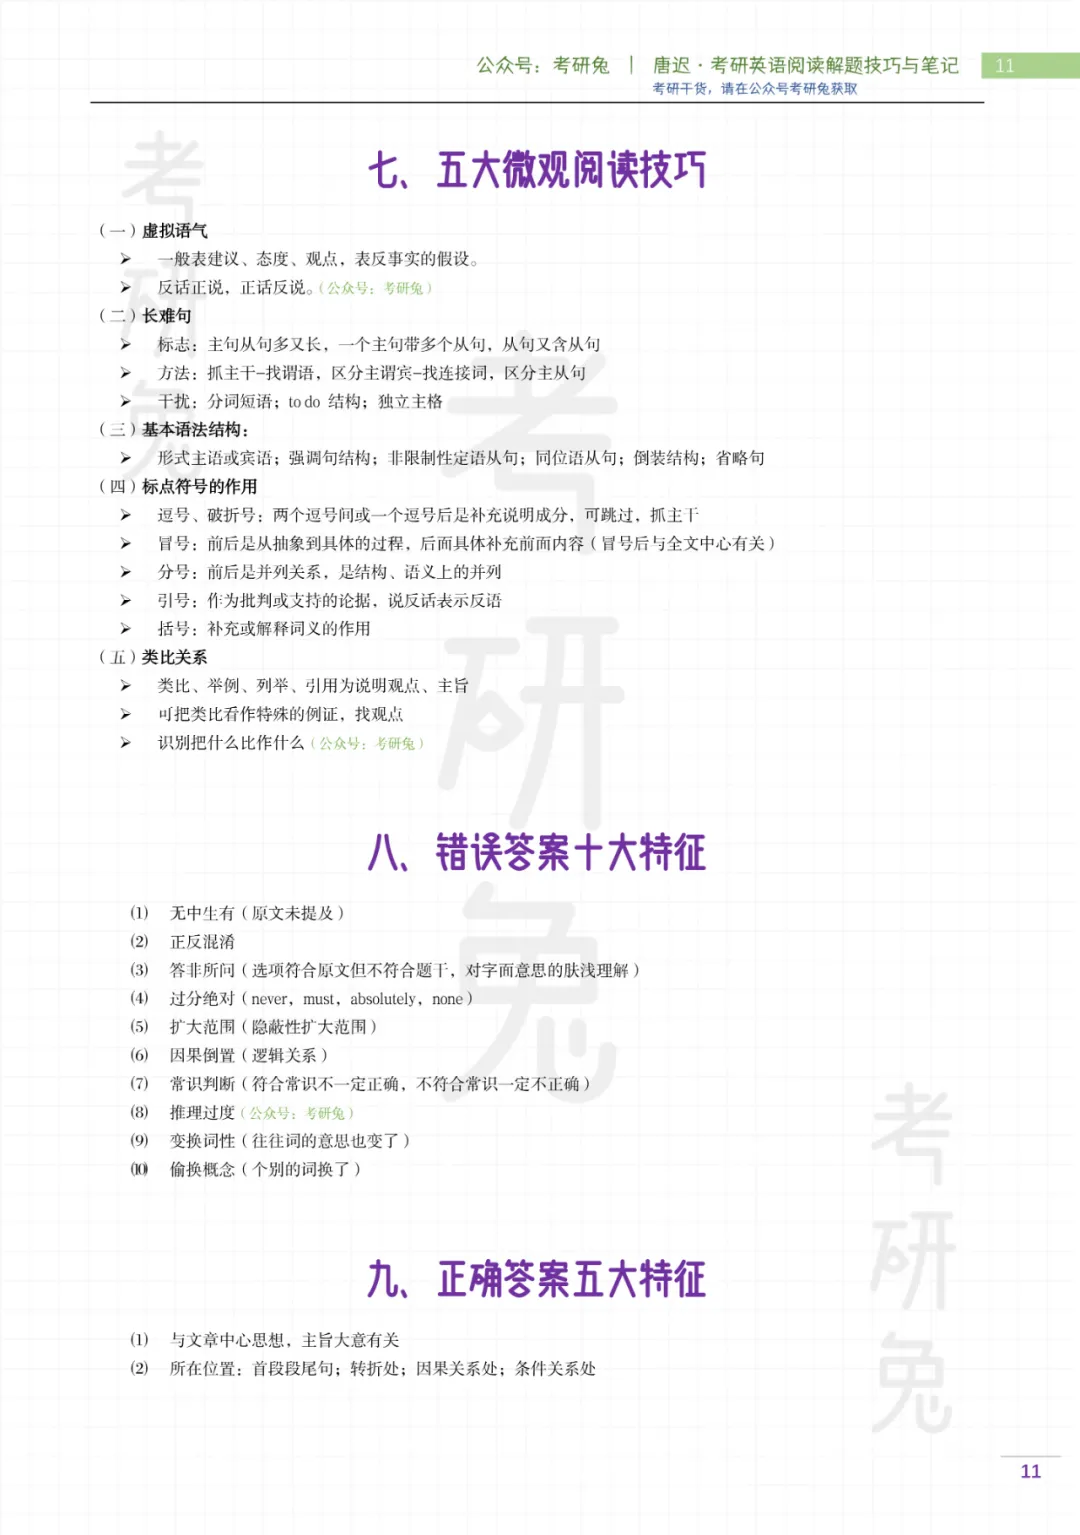 公众号：考研兔 | 唐迟·考研英语阅读解题技巧与笔记 11
考研干货，请在公众号考研兔获取
七、五大微观阅读技巧
（一）虚拟语气
➢ 一般表建议、态度、观点，表反事实的假设。
➢ 反话正说，正话反说。（公众号：考研兔）
（二）长难句
➢ 标志：主句从句多又长，一个主句带多个从句，从句又含从句
➢ 方法：抓主干–找谓语，区分主谓宾–找连接词，区分主从句
➢ 干扰：分词短语；to do 结构；独立主格
（三）基本语法结构：
➢ 形式主语或宾语；强调句结构；非限制性定语从句；同位语从句；倒装结构；省略句
（四）标点符号的作用
➢ 逗号、破折号：两个逗号间或一个逗号后是补充说明成分，可跳过，抓主干
➢ 冒号：前后是从抽象到具体的过程，后面具体补充前面内容（冒号后与全文中心有关）
➢ 分号：前后是并列关系，是结构、语义上的并列
➢ 引号：作为批判或支持的论据，说反话表示反语
➢ 括号：补充或解释词义的作用
（五）类比关系
➢ 类比、举例、列举、引用为说明观点、主旨
➢ 可把类比看作特殊的例证，找观点
➢ 识别把什么比作什么（公众号：考研兔）
八、错误答案十大特征
⑴ 无中生有（原文未提及）
⑵ 正反混淆
⑶ 答非所问（选项符合原文但不符合题干，对字面意思的肤浅理解）
⑷ 过分绝对（never，must，absolutely，none）
⑸ 扩大范围（隐蔽性扩大范围）
⑹ 因果倒置（逻辑关系）
⑺ 常识判断（符合常识不一定正确，不符合常识一定不正确）
⑻ 推理过度（公众号：考研兔）
⑼ 变换词性（往往词的意思也变了）
⑽ 偷换概念（个别的词换了）
九、正确答案五大特征
⑴ 与文章中心思想，主旨大意有关
⑵ 所在位置：首段段尾句；转折处；因果关系处；条件关系处
考研兔
考研兔
考研兔
11